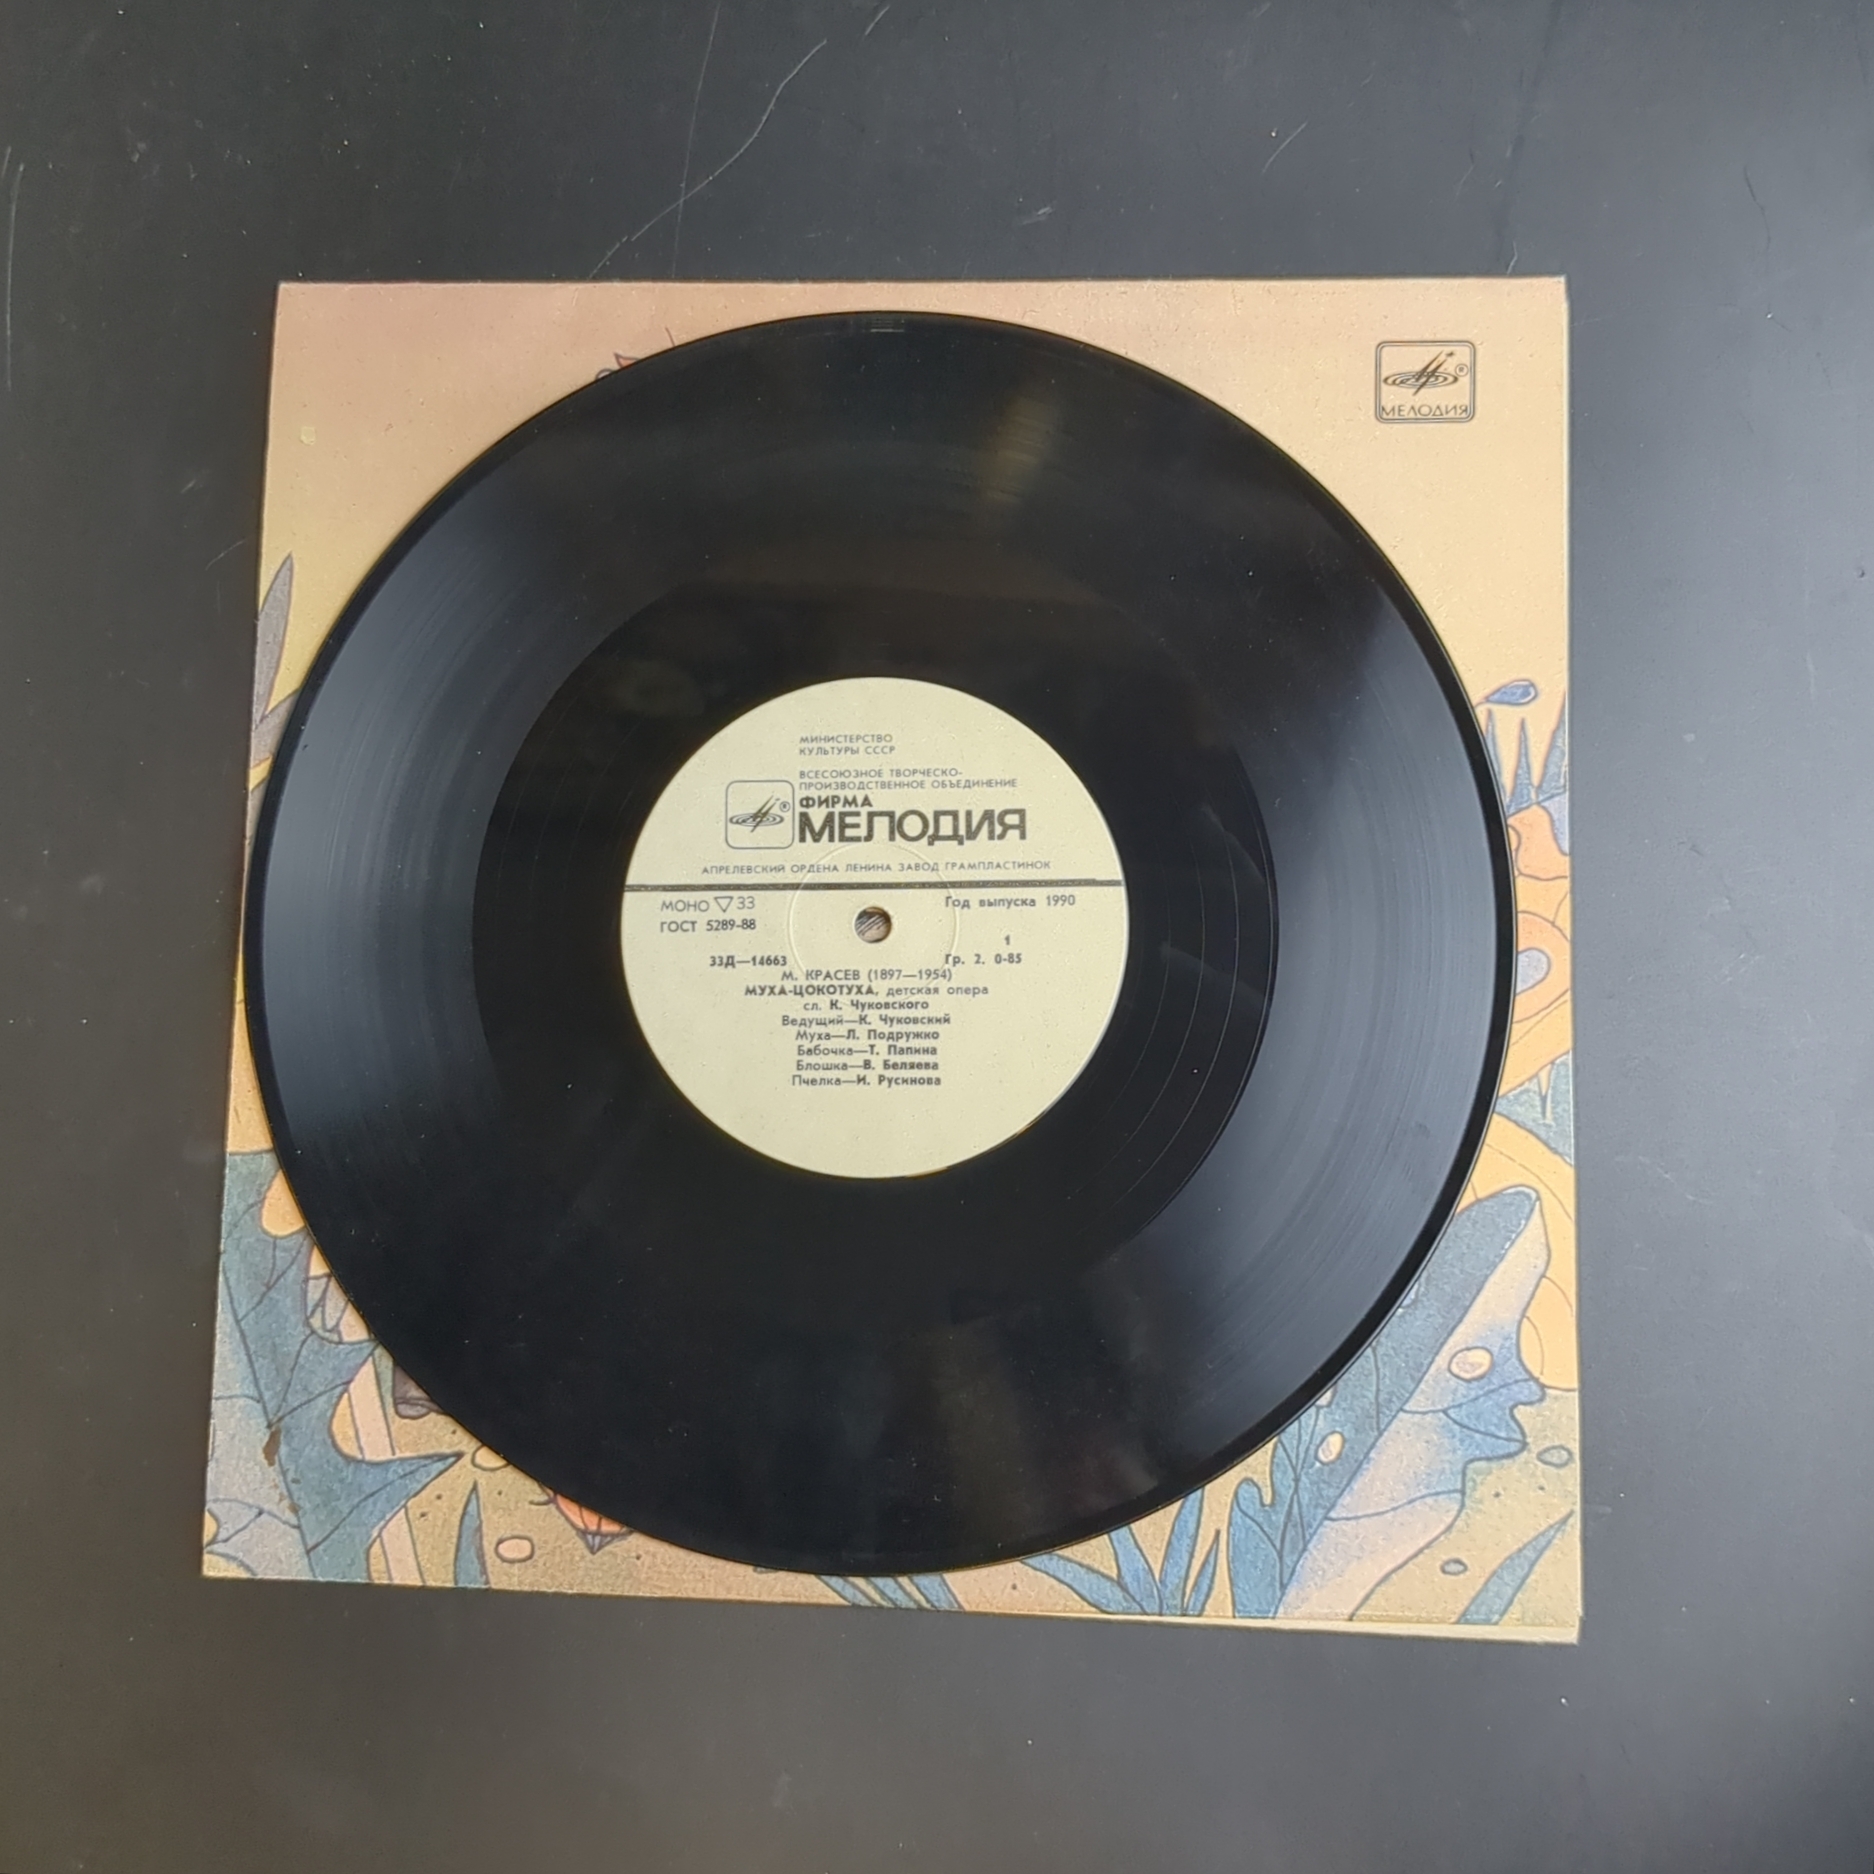 МЕЛОДИЯ
МИНИСТЕРСТВО
КУЛЬТУРЫ СССР
ВСЕСОЮЗНОЕ ТВОРЧЕСКО-
ПРОИЗВОДСТВЕННОЕ ОБЪЕДИНЕНИЕ
ФИРМА
МЕЛОДИЯ
АПРЕЛЕВСКИЙ ОРДЕНА ЛЕНИНА ЗАВОД ГРАМПЛАСТИНОК
МОНО ▽ 33 Год выпуска 1990
ГОСТ 5289-88
1
33Д—14663 Гр. 2. 0-85
М. КРАСЕВ (1897—1954)
МУХА-ЦОКОТУХА, детская опера
сл. К. Чуковского
Ведущий—К. Чуковский
Муха—Л. Подружко
Бабочка—Т. Папина
Блошка—В. Беляева
Пчелка—И. Русинова